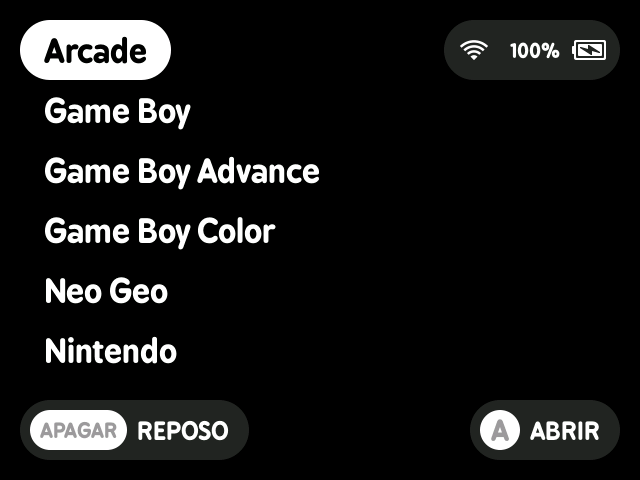 Arcade
100%
Game Boy
Game Boy Advance
Game Boy Color
Neo Geo
Nintendo
APAGAR REPOSO
A ABRIR